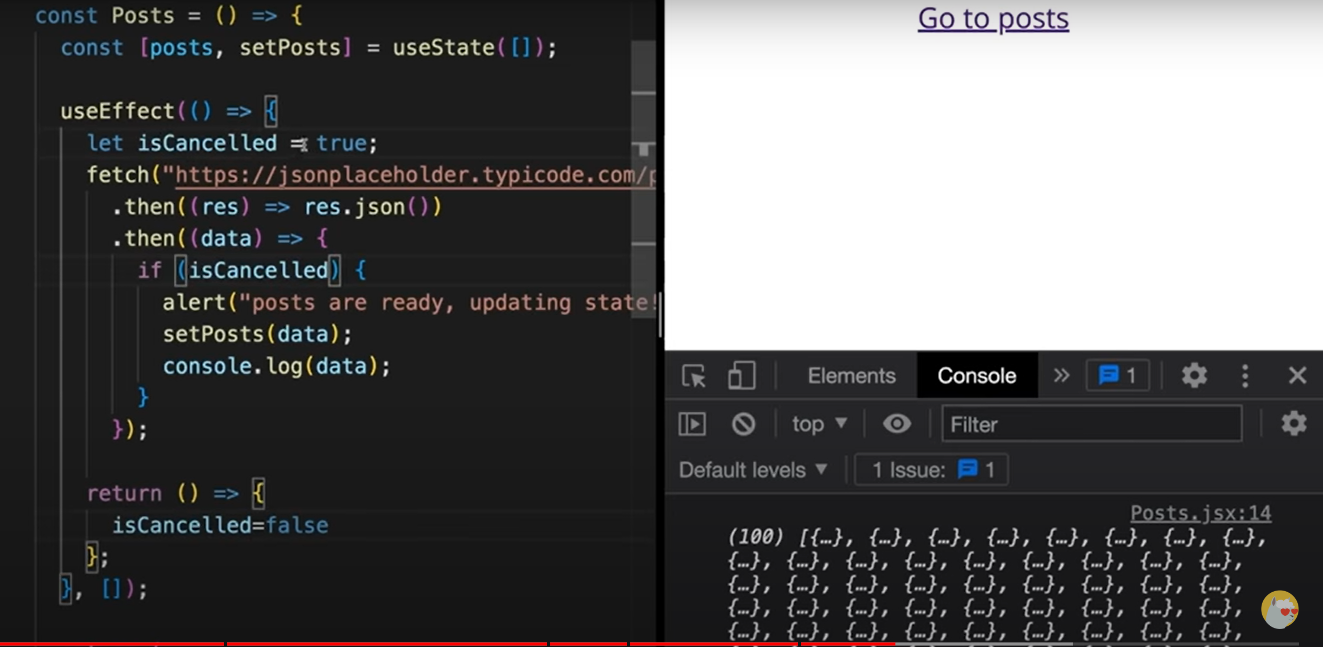 const Posts = () => {
const [posts, setPosts] = useState([]);
useEffect(() => {
let isCancelled = true;
fetch("https://jsonplaceholder.typicode.com/p
.then((res) => res.json())
.then((data) => {
if (isCancelled) {
alert("posts are ready, updating state!
setPosts(data);
console.log(data);
}
});
return () => {
isCancelled=false
};
}, []);
Go to posts
Elements Console » 1
top ▼ Filter
Default levels ▼ 1 Issue: 1
Posts.jsx:14
(100) [{…}, {…}, {…}, {…}, {…}, {…}, {…}, {…},
{…}, {…}, {…}, {…}, {…}, {…}, {…}, {…}, {…},
{…}, {…}, {…}, {…}, {…}, {…}, {…}, {…}, {…},
{…}, {…}, {…}, {…}, {…}, {…}, {…}, {…}, {…},
{…}, {…}, {…}, {…}, {…}, {…}, {…}, {…}, {…},